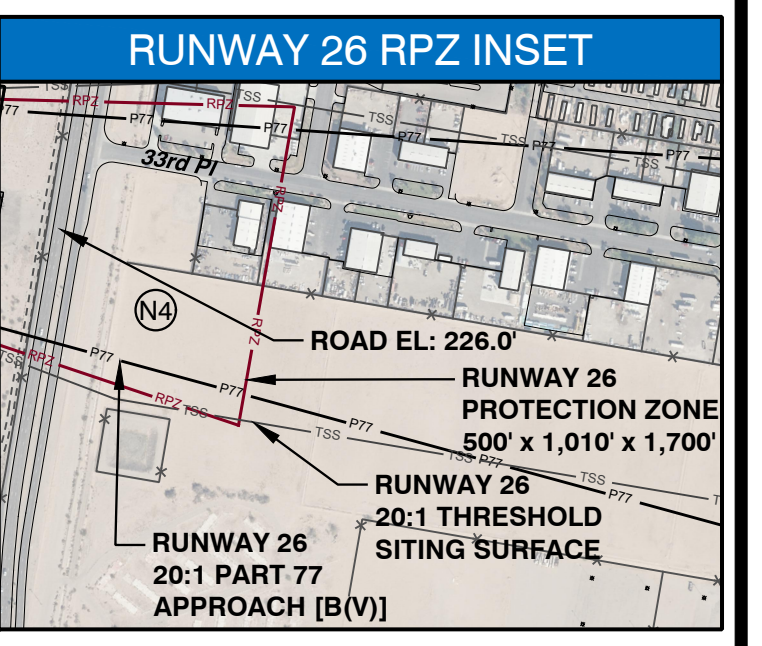 RUNWAY 26 RPZ INSET
TSS
RPZ
RPZ
TSS
77
P77
P77
TSS
P77
TSS
P77
TSS
P77
33rd Pl
RPZ
N4
RPZ
ROAD EL: 226.0'
TSS
RPZ
P77
RUNWAY 26
PROTECTION ZONE
500' x 1,010' x 1,700'
P77
RPZ
TSS
P77
TSS
TSS
P77
TSS
P77
T
RUNWAY 26
20:1 THRESHOLD
SITING SURFACE
RUNWAY 26
20:1 PART 77
APPROACH [B(V)]